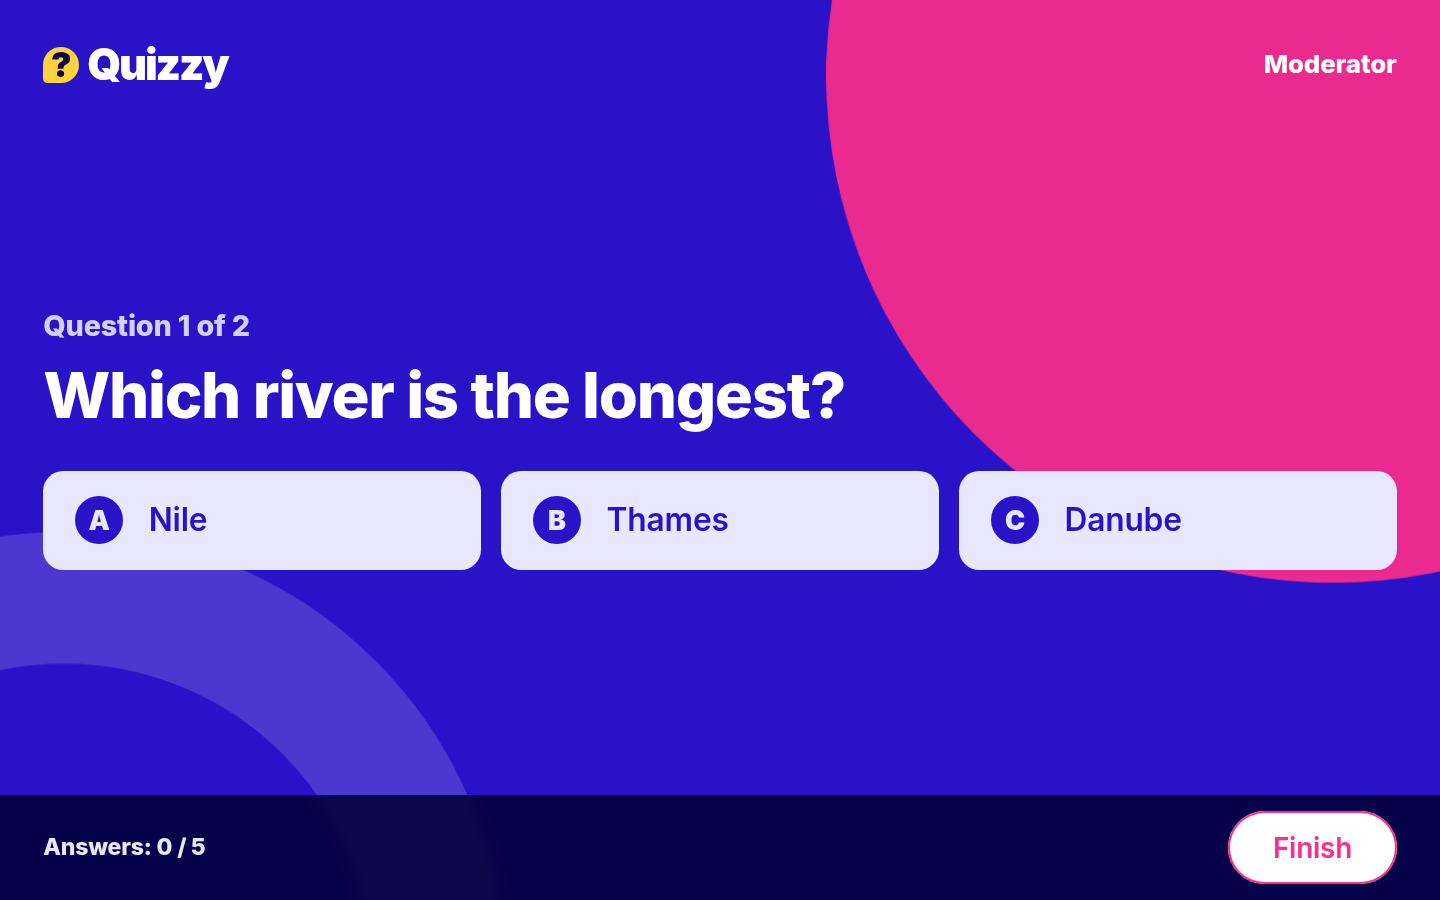 ? Quizzy
Moderator
Question 1 of 2
Which river is the longest?
A Nile
B Thames
C Danube
Answers: 0 / 5
Finish